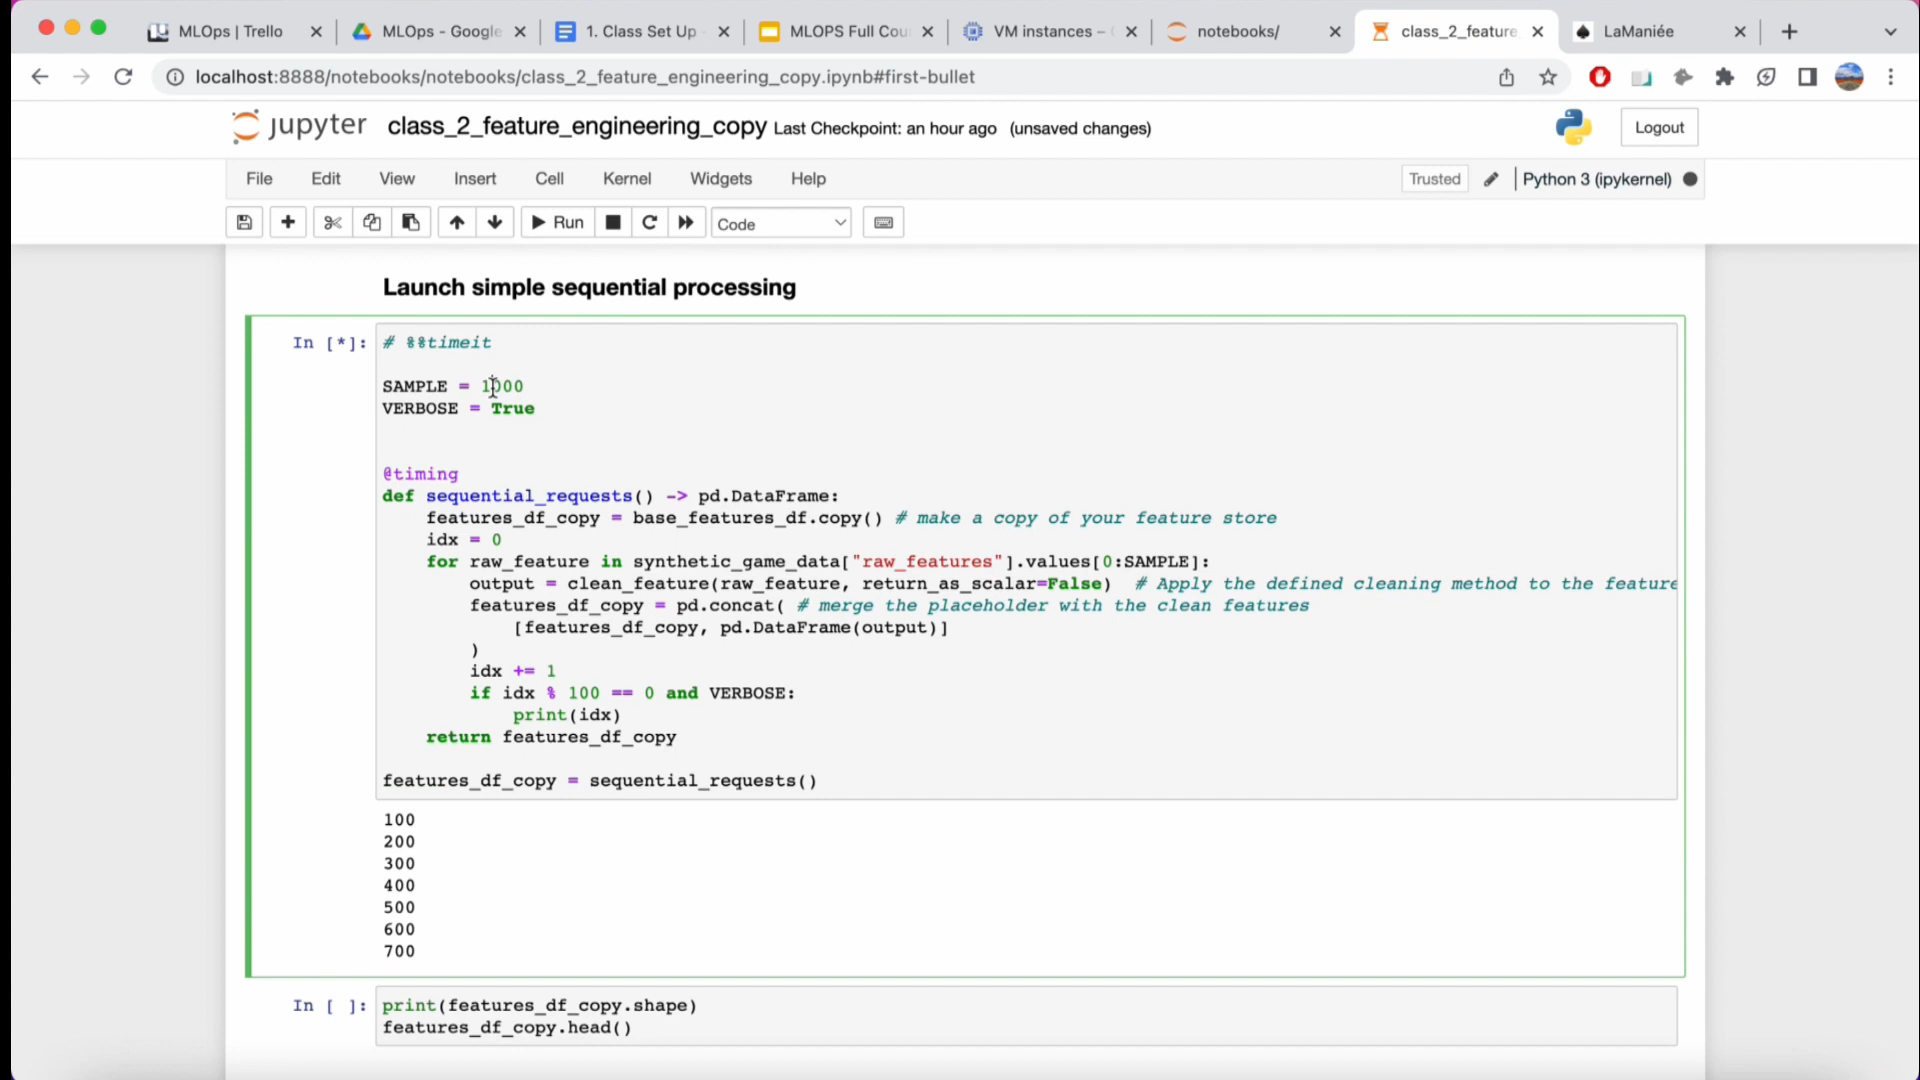 MLOps | Trello
MLOps - Google
1. Class Set Up
MLOPS Full Cou
VM instances –
notebooks/
class_2_feature
LaManiée
localhost:8888/notebooks/notebooks/class_2_feature_engineering_copy.ipynb#first-bullet
jupyter class_2_feature_engineering_copy Last Checkpoint: an hour ago (unsaved changes)
Logout
File Edit View Insert Cell Kernel Widgets Help
Trusted
Python 3 (ipykernel)
Run
Code
Launch simple sequential processing
In [*]: # %%timeit
SAMPLE = 1000
VERBOSE = True
@timing
def sequential_requests() -> pd.DataFrame:
    features_df_copy = base_features_df.copy() # make a copy of your feature store
    idx = 0
    for raw_feature in synthetic_game_data["raw_features"].values[0:SAMPLE]:
        output = clean_feature(raw_feature, return_as_scalar=False)  # Apply the defined cleaning method to the feature
        features_df_copy = pd.concat( # merge the placeholder with the clean features
            [features_df_copy, pd.DataFrame(output)]
        )
        idx += 1
        if idx % 100 == 0 and VERBOSE:
            print(idx)
    return features_df_copy
features_df_copy = sequential_requests()
100
200
300
400
500
600
700
In [ ]: print(features_df_copy.shape)
features_df_copy.head()